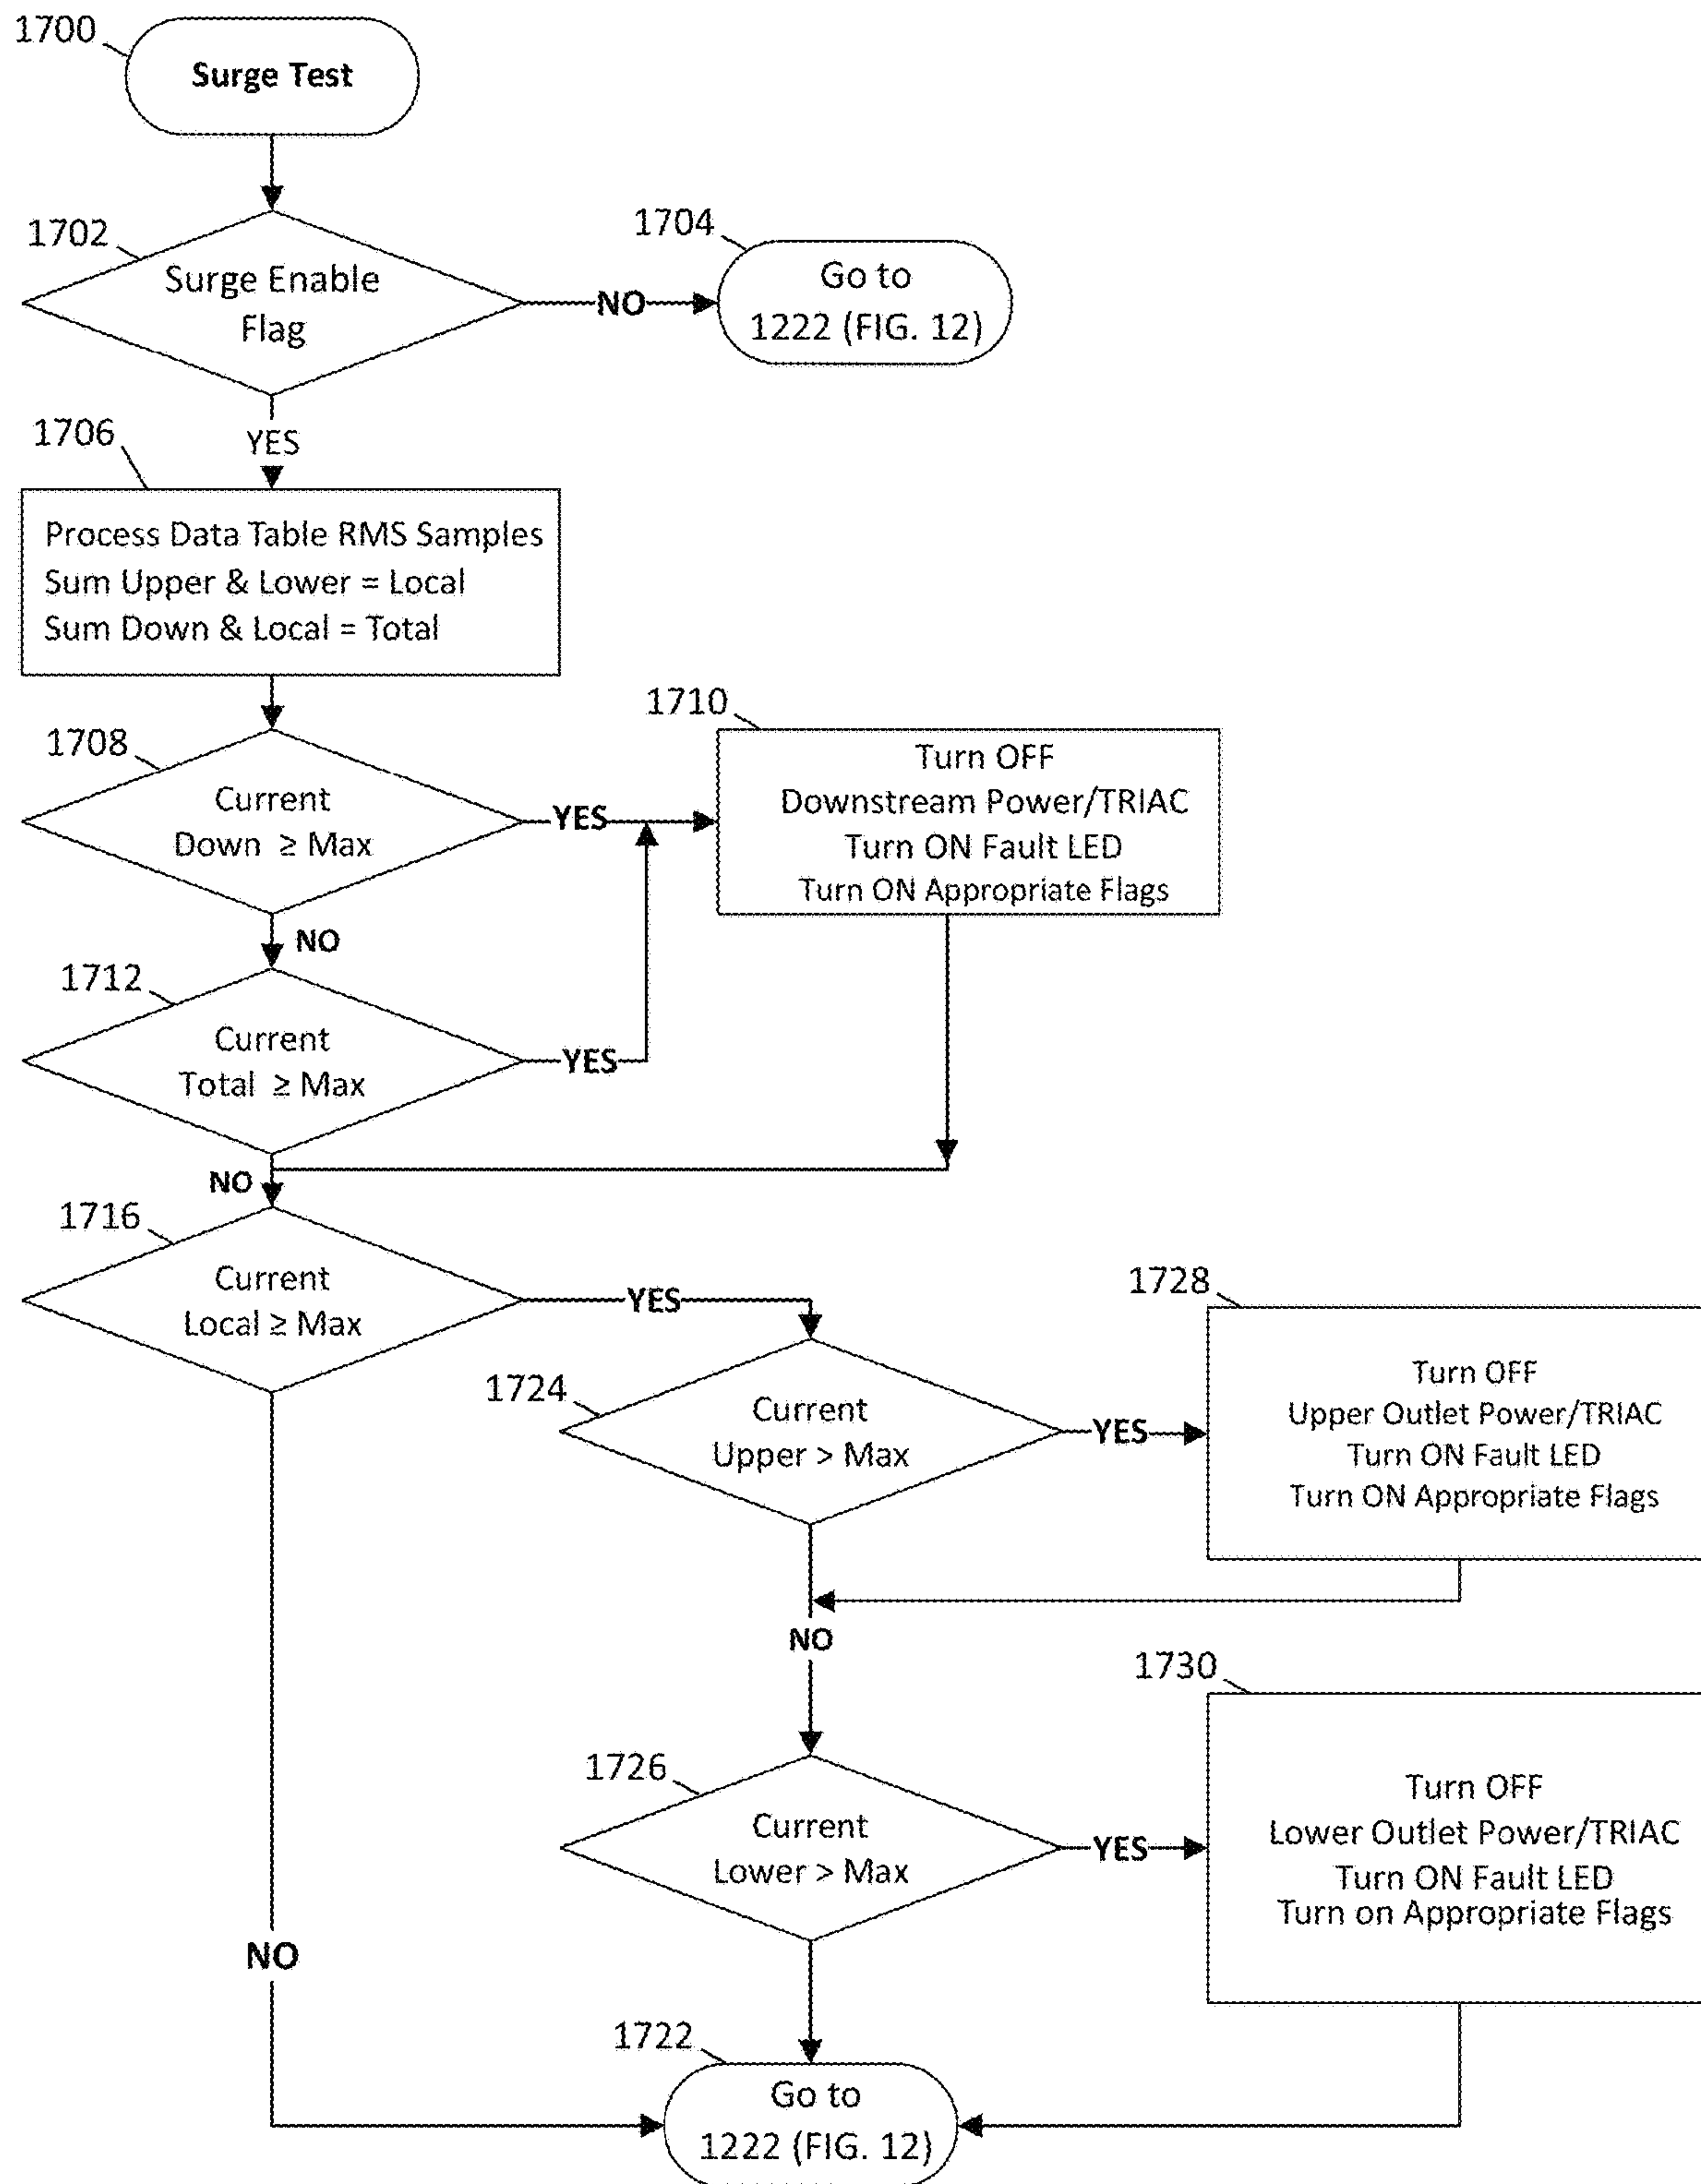 1700
Surge Test
1702
Surge Enable
Flag
NO
1704
Go to
1222 (FIG. 12)
YES
1706
Process Data Table RMS Samples
Sum Upper & Lower = Local
Sum Down & Local = Total
1708
Current
Down ≥ Max
YES
1710
Turn OFF
Downstream Power/TRIAC
Turn ON Fault LED
Turn ON Appropriate Flags
NO
1712
Current
Total ≥ Max
YES
NO
1716
Current
Local ≥ Max
YES
1724
Current
Upper > Max
YES
1728
Turn OFF
Upper Outlet Power/TRIAC
Turn ON Fault LED
Turn ON Appropriate Flags
NO
1726
Current
Lower > Max
YES
1730
Turn OFF
Lower Outlet Power/TRIAC
Turn ON Fault LED
Turn on Appropriate Flags
NO
1722
Go to
1222 (FIG. 12)